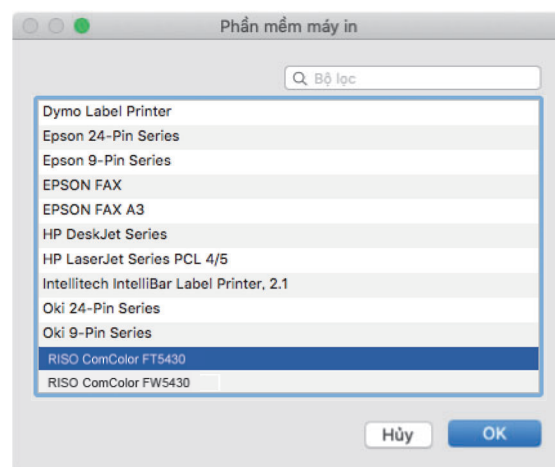 Phần mềm máy in
Bộ lọc
Dymo Label Printer
Epson 24-Pin Series
Epson 9-Pin Series
EPSON FAX
EPSON FAX A3
HP DeskJet Series
HP LaserJet Series PCL 4/5
Intellitech IntelliBar Label Printer, 2.1
Oki 24-Pin Series
Oki 9-Pin Series
RISO ComColor FT5430
RISO ComColor FW5430
Hủy OK